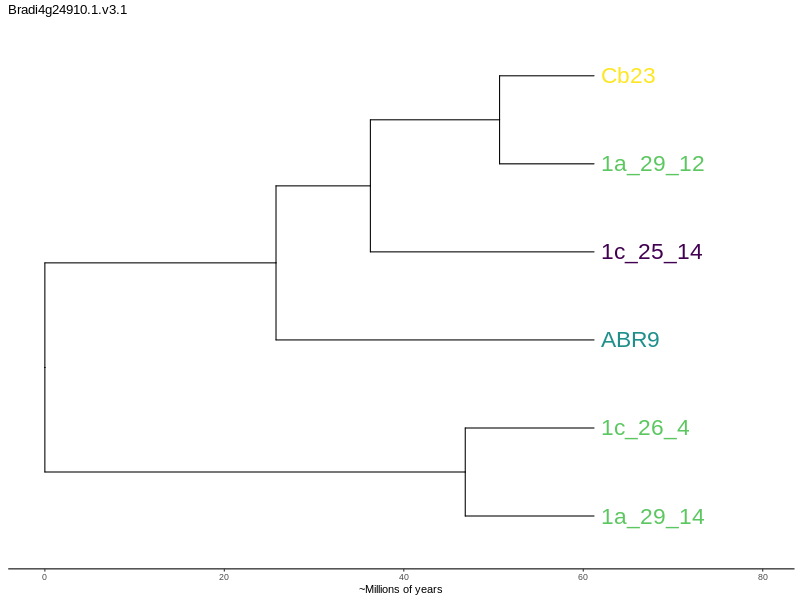 Bradi4g24910.1.v3.1
Cb23
1a_29_12
1c_25_14
ABR9
1c_26_4
1a_29_14
0 20 40 60 80
~Millions of years